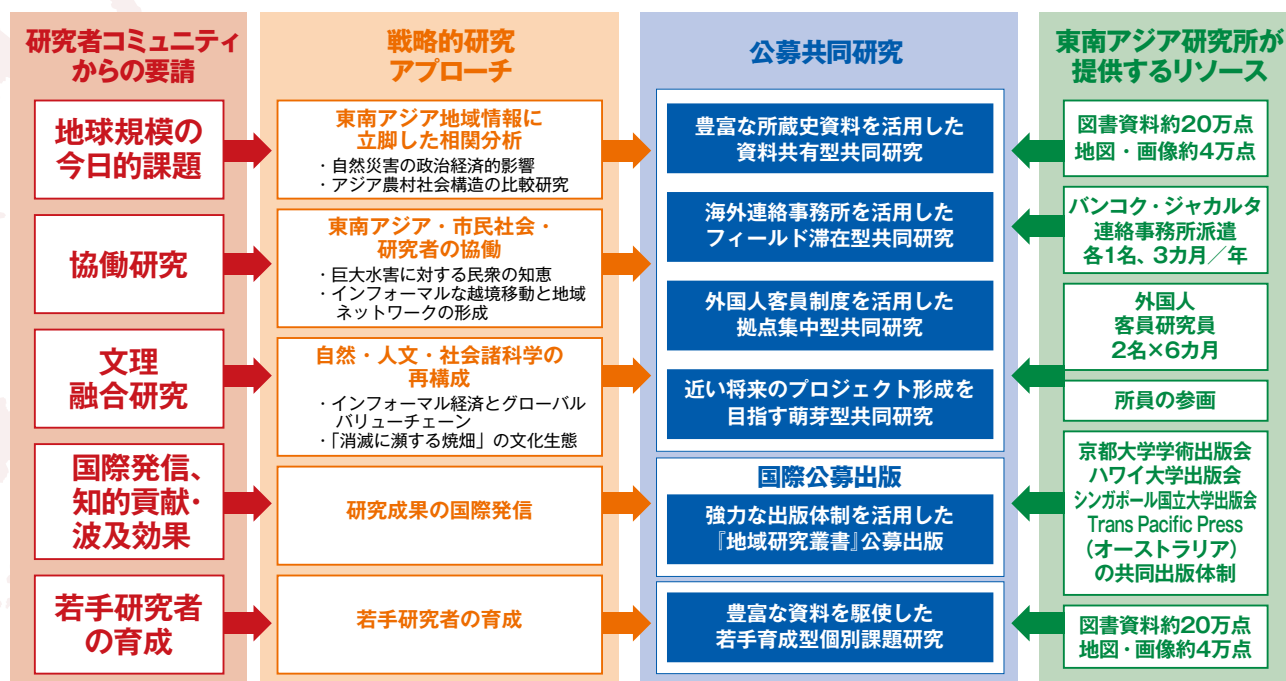 研究者コミュニティ
からの要請
地球規模の
今日的課題
協働研究
文理
融合研究
国際発信、
知的貢献・
波及効果
若手研究者
の育成
戦略的研究
アプローチ
東南アジア地域情報に
立脚した相関分析
・自然災害の政治経済的影響
・アジア農村社会構造の比較研究
東南アジア・市民社会・
研究者の協働
・巨大水害に対する民衆の知恵
・インフォーマルな越境移動と地域
ネットワークの形成
自然・人文・社会諸科学の
再構成
・インフォーマル経済とグローバル
バリューチェーン
・「消滅に瀕する焼畑」の文化生態
研究成果の国際発信
若手研究者の育成
公募共同研究
豊富な所蔵史資料を活用した
資料共有型共同研究
海外連絡事務所を活用した
フィールド滞在型共同研究
外国人客員制度を活用した
拠点集中型共同研究
近い将来のプロジェクト形成を
目指す萌芽型共同研究
国際公募出版
強力な出版体制を活用した
『地域研究叢書』公募出版
豊富な資料を駆使した
若手育成型個別課題研究
東南アジア研究所が
提供するリソース
図書資料約20万点
地図・画像約4万点
バンコク・ジャカルタ
連絡事務所派遣
各1名、3カ月／年
外国人
客員研究員
2名×6カ月
所員の参画
京都大学学術出版会
ハワイ大学出版会
シンガポール国立大学出版会
Trans Pacific Press
（オーストラリア）
の共同出版体制
図書資料約20万点
地図・画像約4万点